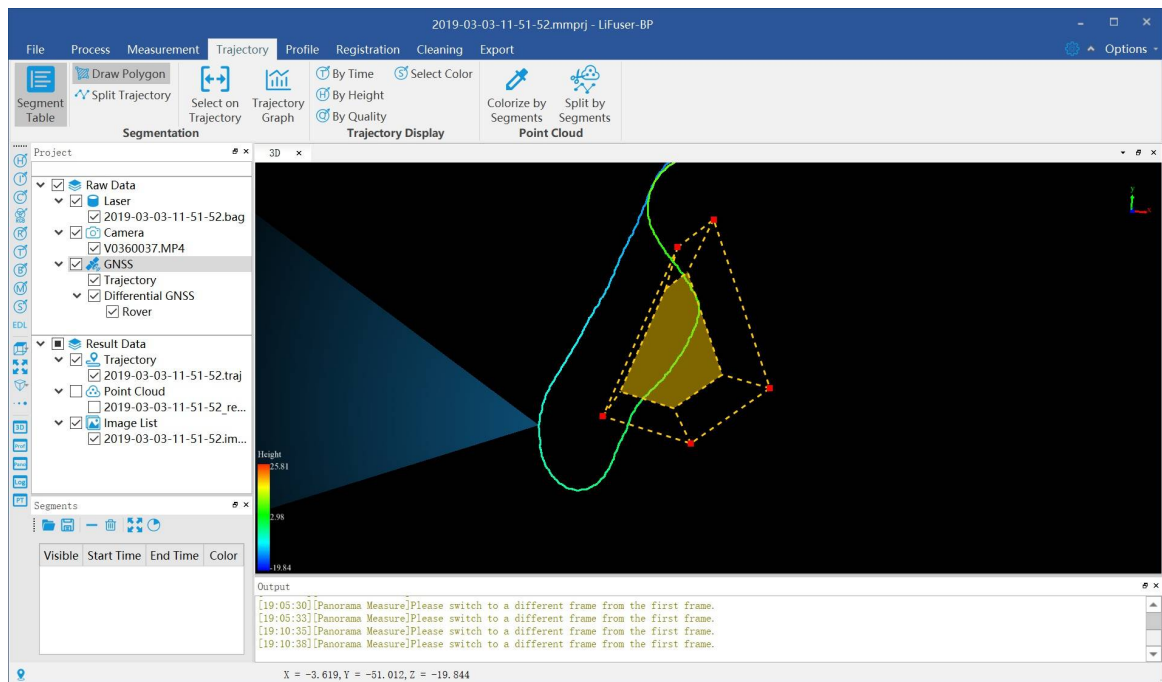 2019-03-03-11-51-52.mmprj - LiFuser-BP
File Process Measurement Trajectory Profile Registration Cleaning Export Options
Segment Table
Draw Polygon
Split Trajectory
Select on Trajectory
Trajectory Graph
By Time
Select Color
By Height
By Quality
Colorize by Segments
Split by Segments
Segmentation Trajectory Display Point Cloud
Project
3D
Raw Data
Laser
2019-03-03-11-51-52.bag
Camera
V0360037.MP4
GNSS
Trajectory
Differential GNSS
Rover
EDL
Result Data
Trajectory
2019-03-03-11-51-52.traj
Point Cloud
2019-03-03-11-51-52_re...
Image List
2019-03-03-11-51-52.im...
3D
Log
PT
Segments
Visible Start Time End Time Color
y
x
Height
25.81
2.98
-19.84
Output
[19:05:30][Panorama Measure]Please switch to a different frame from the first frame.
[19:05:33][Panorama Measure]Please switch to a different frame from the first frame.
[19:10:35][Panorama Measure]Please switch to a different frame from the first frame.
[19:10:38][Panorama Measure]Please switch to a different frame from the first frame.
X = -3.619,Y = -51.012,Z = -19.844